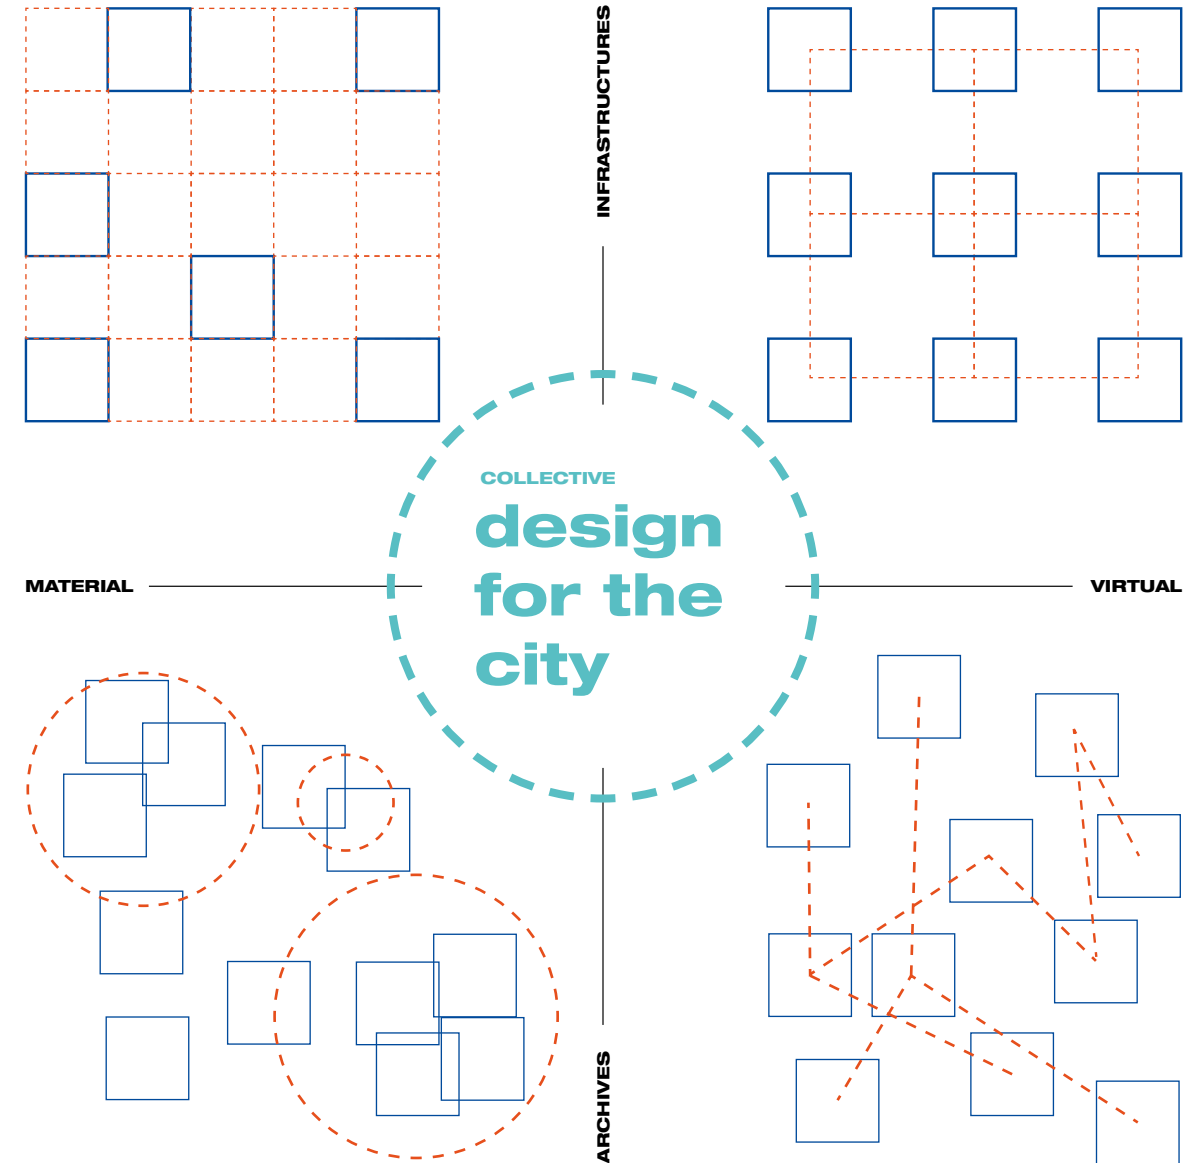 INFRASTRUCTURES
COLLECTIVE
design
for the
city
MATERIAL
VIRTUAL
ARCHIVES